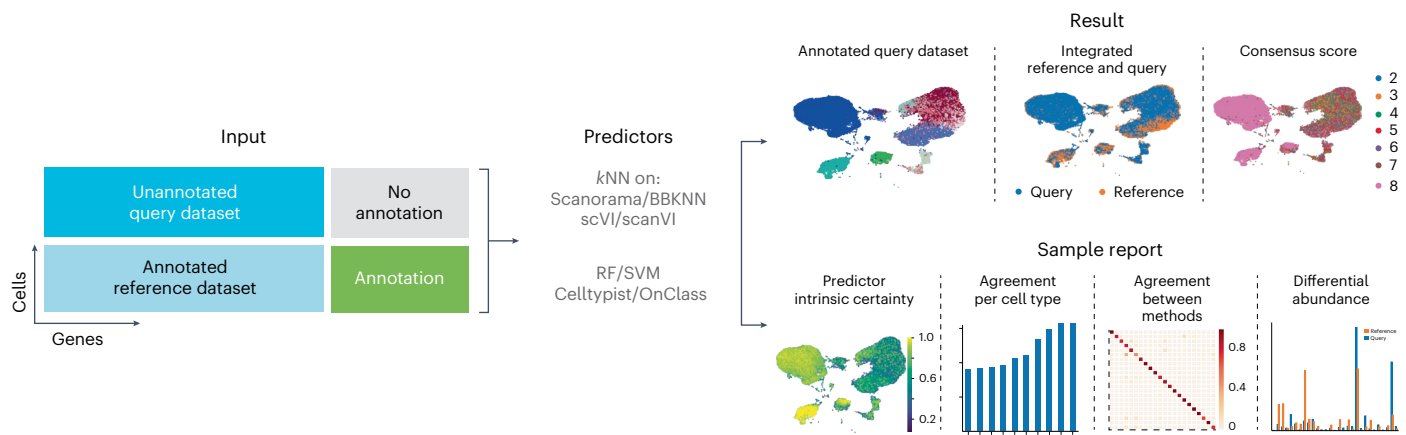 Input
Unannotated
query dataset
No
annotation
Annotated
reference dataset
Annotation
Cells
Genes
Predictors
kNN on:
Scanorama/BBKNN
scVI/scanVI
RF/SVM
Celltypist/OnClass
Result
Annotated query dataset
Integrated
reference and query
Query
Reference
Consensus score
2
3
4
5
6
7
8
Sample report
Predictor
intrinsic certainty
1.0
0.6
0.2
Agreement
per cell type
Agreement
between
methods
0.8
0.4
0
Differential
abundance
Reference
Query